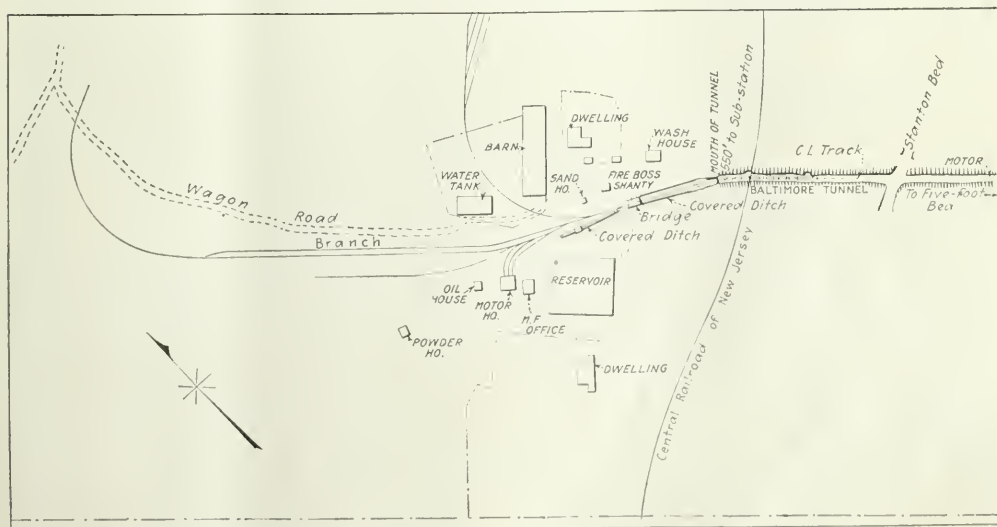 Wagon
Road
Branch
WATER
TANK
BARN
DWELLING
SAND
HO.
FIRE BOSS
SHANTY
WASH
HOUSE
MOUTH OF TUNNEL
550' to Sub-station
C L Track
Stanton Bed
MOTOR
BALTIMORE TUNNEL
To Five-foot
Bed
Covered Ditch
Bridge
Covered Ditch
OIL
HOUSE
MOTOR
HO.
M.F.
OFFICE
RESERVOIR
POWDER
HO.
DWELLING
Central Railroad of New Jersey